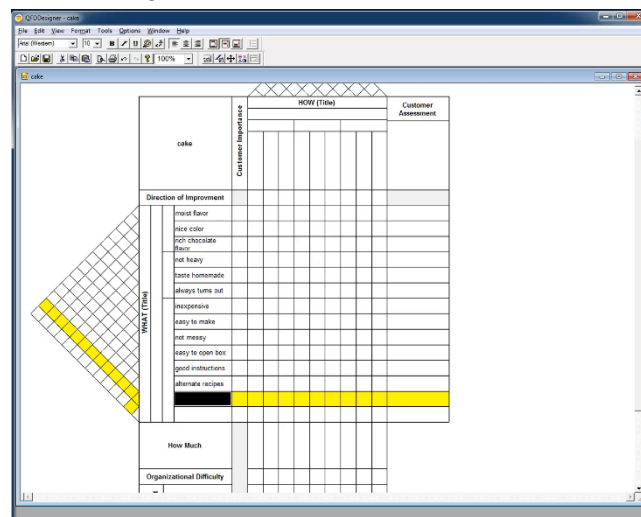 QFDDesigner - cake
File Edit View Format Tools Options Window Help
Arial (Western) 10 B I U
100%
cake
HOW (Title)
Customer Assessment
Customer Importance
cake
Direction of Improvment
WHAT (Title)
moist flavor
nice color
rich chocolate
flavor
not heavy
taste homemade
always turns out
inexpensive
easy to make
not messy
easy to open box
good instructions
alternate recipes
How Much
Organizational Difficulty